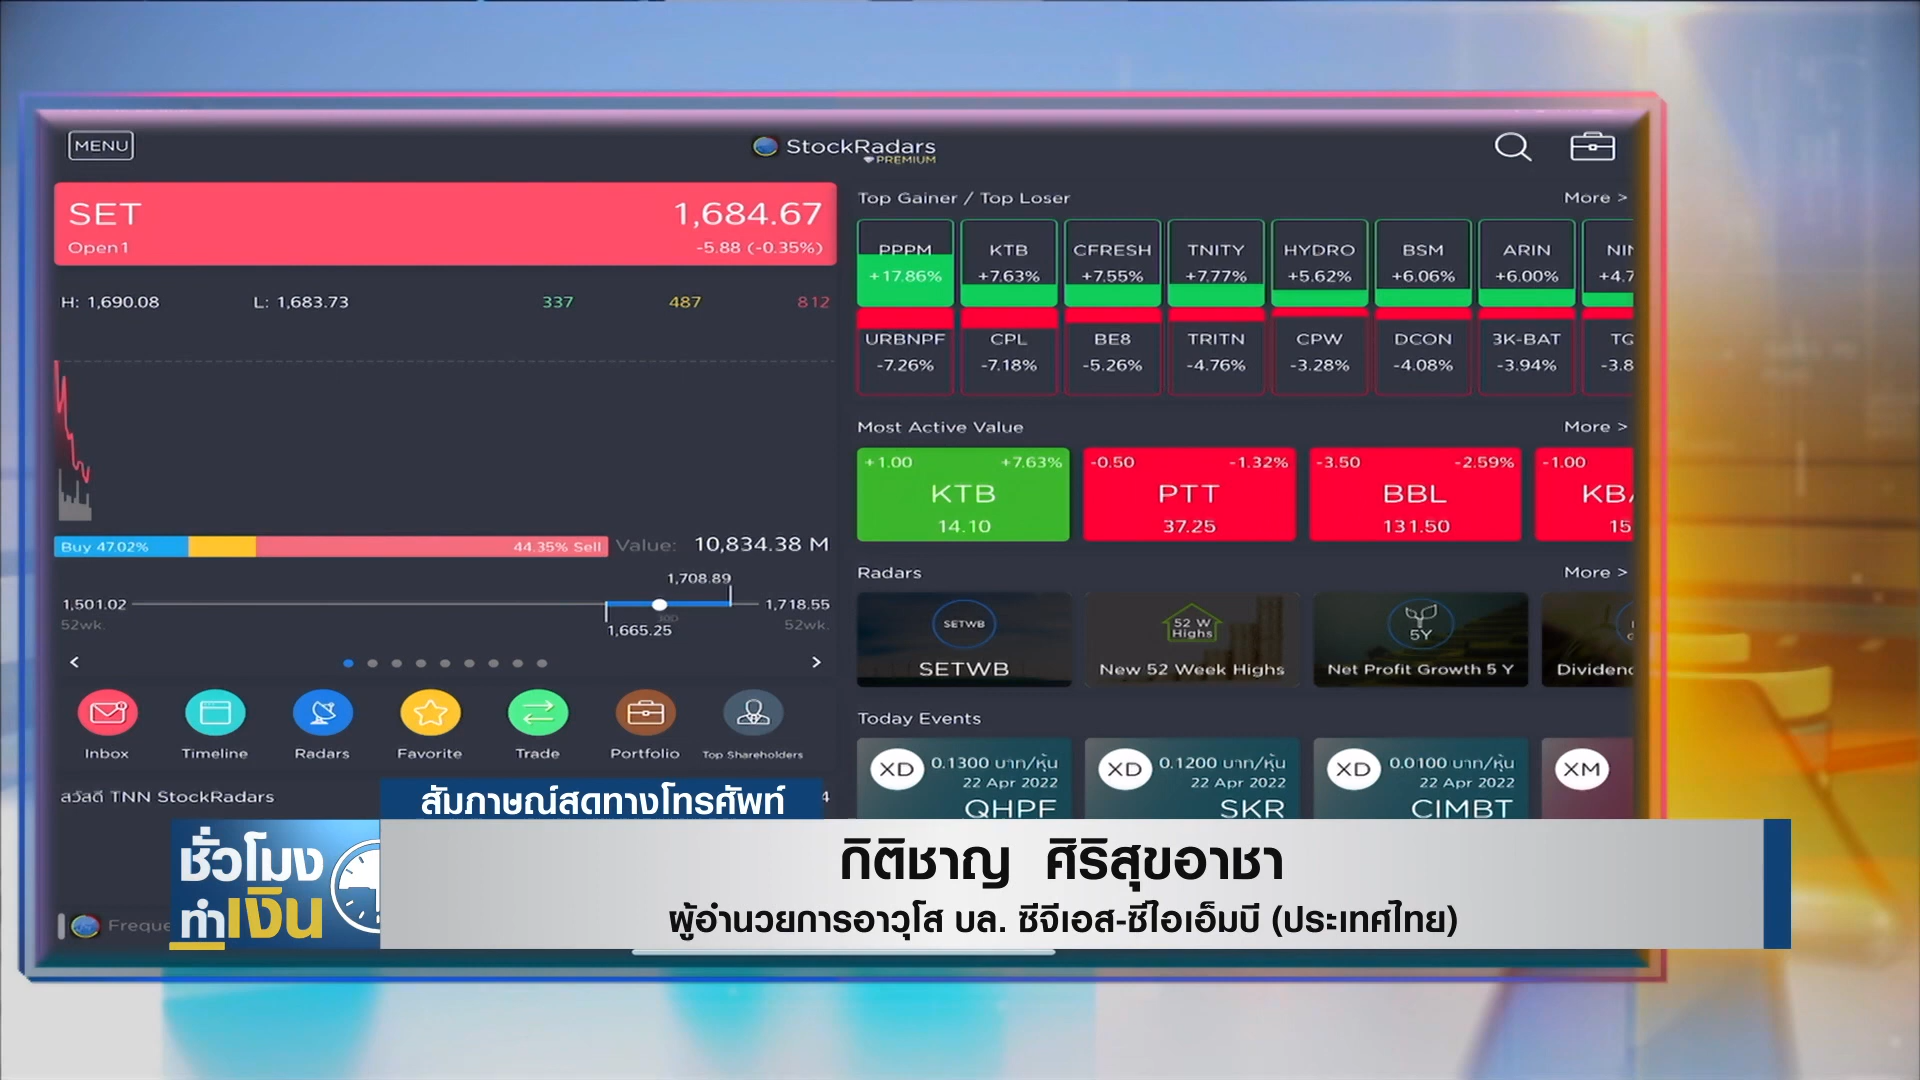 MENU
StockRadars
PREMIUM
SET 1,684.67
Open1 -5.88 (-0.35%)
H: 1,690.08 L: 1,683.73 337 487 812
Buy 47.02% 44.35% Sell Value: 10,834.38 M
1,708.89
1,501.02 1,718.55
52wk. 30D 52wk.
1,665.25
< >
Inbox Timeline Radars Favorite Trade Portfolio Top Shareholders
สวัสดี TNN StockRadars
Top Gainer / Top Loser More >
PPPM KTB CFRESH TNITY HYDRO BSM ARIN
+17.86% +7.63% +7.55% +7.77% +5.62% +6.06% +6.00% +4.7
URBNPF CPL BE8 TRITN CPW DCON 3K-BAT
-7.26% -7.18% -5.26% -4.76% -3.28% -4.08% -3.94% -3.8
Most Active Value More >
+1.00 +7.63% -0.50 -1.32% -3.50 -2.59% -1.00
KTB PTT BBL
14.10 37.25 131.50 15
Radars More >
SETWB 52 W Highs 5Y
SETWB New 52 Week Highs Net Profit Growth 5 Y Dividend
Today Events
XD 0.1300 บาท/หุ้น XD 0.1200 บาท/หุ้น XD 0.0100 บาท/หุ้น XM
22 Apr 2022 22 Apr 2022 22 Apr 2022
QHPF SKR CIMBT
สัมภาษณ์สดทางโทรศัพท์
ชั่วโมง
ทำเงิน
กิติชาญ ศิริสุขอาชา
ผู้อำนวยการอาวุโส บล. ซีจีเอส-ซีไอเอ็มบี (ประเทศไทย)